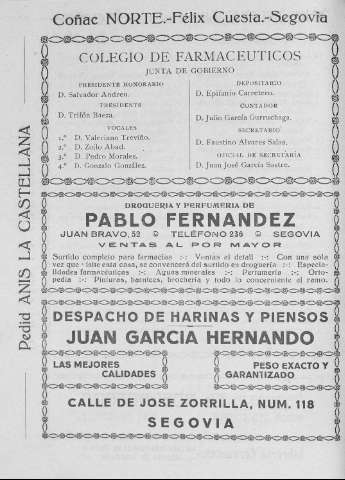 Coñac NORTE.-Félix Cuesta.-Segovia
COLEGIO DE FARMACEUTICOS
JUNTA DE GOBIERNO
PRESIDENTE HONORARIO
D. Salvador Andreo.
PRESIDENTE
D. Trifón Baeza.
VOCALES
1.º D. Valeriano Treviño.
2.º D. Zoilo Abad.
3.º D. Pedro Morales.
4.º D. Gonzalo González.
DEPOSITARIO
D. Epifanio Carretero.
CONTADOR
D. Julio García Gurruchaga.
SECRETARIO
D. Faustino Alvarez Salas.
OFICIAL DE SECRETARÍA
D. Juan José García Sastre.
Pedid ANIS LA CASTELLANA
DROGUERIA Y PERFUMERIA DE
PABLO FERNANDEZ
JUAN BRAVO, 52 TELÉFONO 236 SEGOVIA
VENTAS AL POR MAYOR
Surtido completo para farmacias :-: Ventas al detall :-: Con una sola
vez que visite esta casa, se convencerá del surtido en droguería :-: Especia-
lidades farmacéuticas :-: Aguas minerales :-: Perfumería :-: Orto-
pedia :-: Pinturas, barnices, brochería y todo lo concerniente al ramo.
DESPACHO DE HARINAS Y PIENSOS
JUAN GARCIA HERNANDO
LAS MEJORES
CALIDADES
PESO EXACTO Y
GARANTIZADO
CALLE DE JOSE ZORRILLA, NUM. 118
SEGOVIA